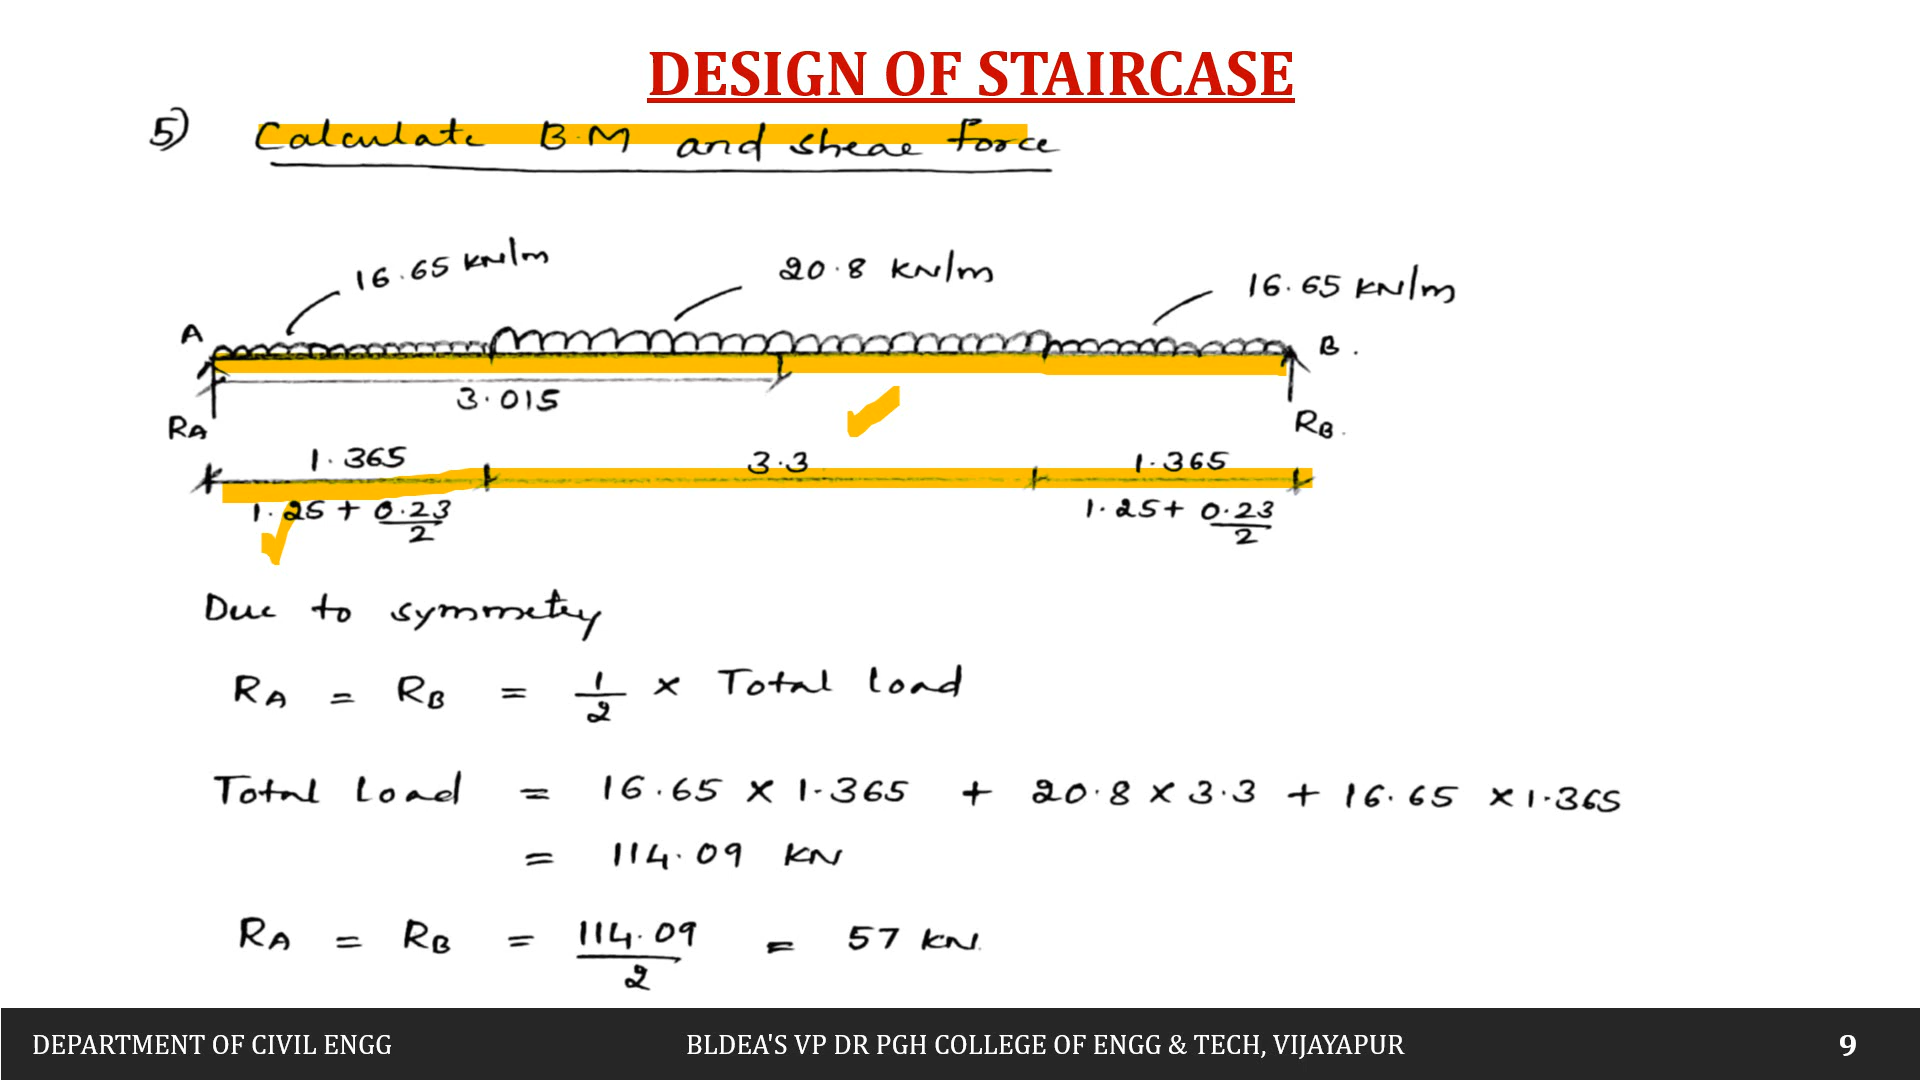 DESIGN OF STAIRCASE
5) Calculate B.M and shear force
16.65 KN/m
20.8 KN/m
16.65 KN/m
A
B.
3.015
RA
RB.
1.365
3.3
1.365
1.25 + 0.23/2
1.25 + 0.23/2
Due to symmetry
RA = RB = 1/2 × Total load
Total Load = 16.65 × 1.365 + 20.8 × 3.3 + 16.65 × 1.365
= 114.09 KN
RA = RB = 114.09/2 = 57 KN.
DEPARTMENT OF CIVIL ENGG
BLDEA'S VP DR PGH COLLEGE OF ENGG & TECH, VIJAYAPUR
9